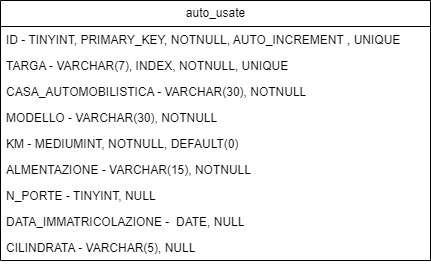 auto_usate
ID - TINYINT, PRIMARY_KEY, NOTNULL, AUTO_INCREMENT , UNIQUE
TARGA - VARCHAR(7), INDEX, NOTNULL, UNIQUE
CASA_AUTOMOBILISTICA - VARCHAR(30), NOTNULL
MODELLO - VARCHAR(30), NOTNULL
KM - MEDIUMINT, NOTNULL, DEFAULT(0)
ALMENTAZIONE - VARCHAR(15), NOTNULL
N_PORTE - TINYINT, NULL
DATA_IMMATRICOLAZIONE - DATE, NULL
CILINDRATA - VARCHAR(5), NULL